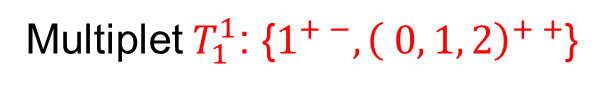 Multiplet $T_1^1$: {1$^{+-}$, ( 0, 1, 2)$^{++}$}